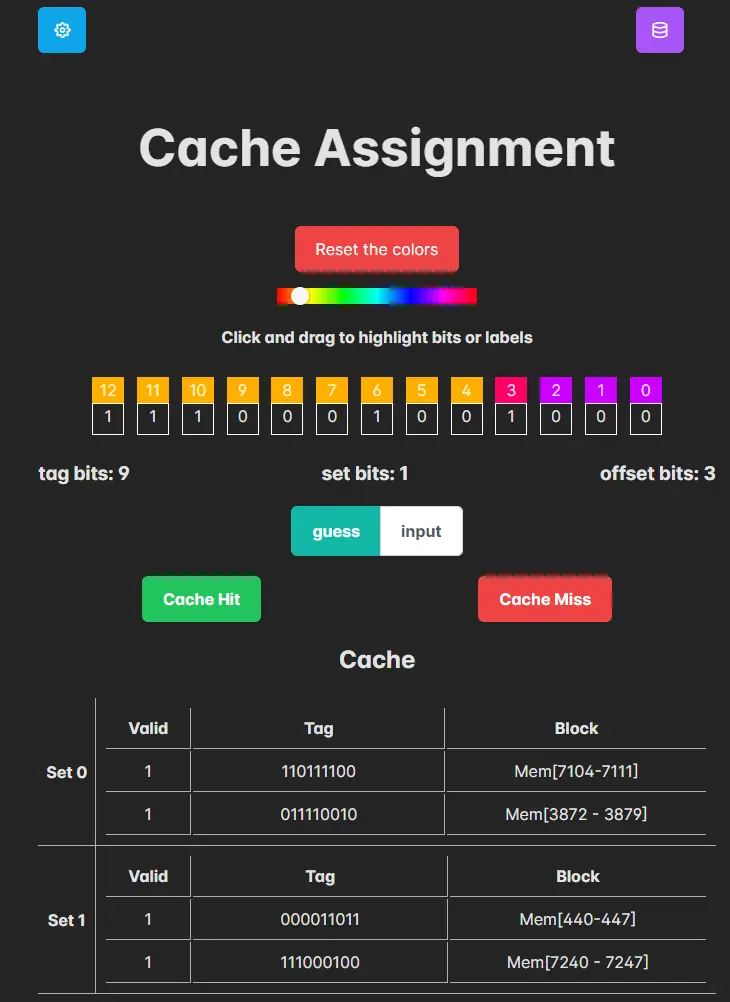 Cache Assignment
Reset the colors
Click and drag to highlight bits or labels
12 11 10 9 8 7 6 5 4 3 2 1 0
1 1 1 0 0 0 1 0 0 1 0 0 0
tag bits: 9 set bits: 1 offset bits: 3
guess input
Cache Hit Cache Miss
Cache
Valid Tag Block
Set 0
1 110111100 Mem[7104-7111]
1 011110010 Mem[3872 - 3879]
Valid Tag Block
Set 1
1 000011011 Mem[440-447]
1 111000100 Mem[7240 - 7247]